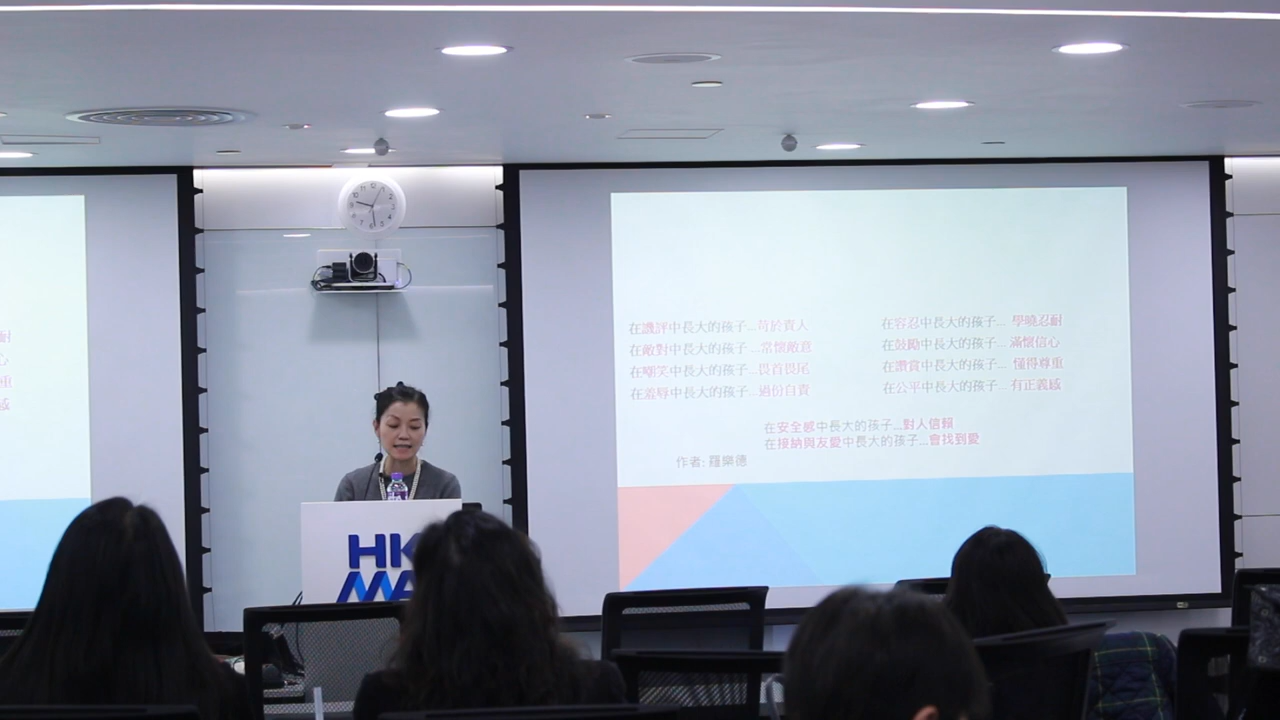 在譏評中長大的孩子...苛於責人
在敵對中長大的孩子...常懷敵意
在嘲笑中長大的孩子...畏首畏尾
在羞辱中長大的孩子...過份自責
在容忍中長大的孩子... 學曉忍耐
在鼓勵中長大的孩子... 滿懷信心
在讚賞中長大的孩子... 懂得尊重
在公平中長大的孩子... 有正義感
在安全感中長大的孩子...對人信賴
在接納與友愛中長大的孩子...會找到愛
作者: 羅樂德
HK
MA